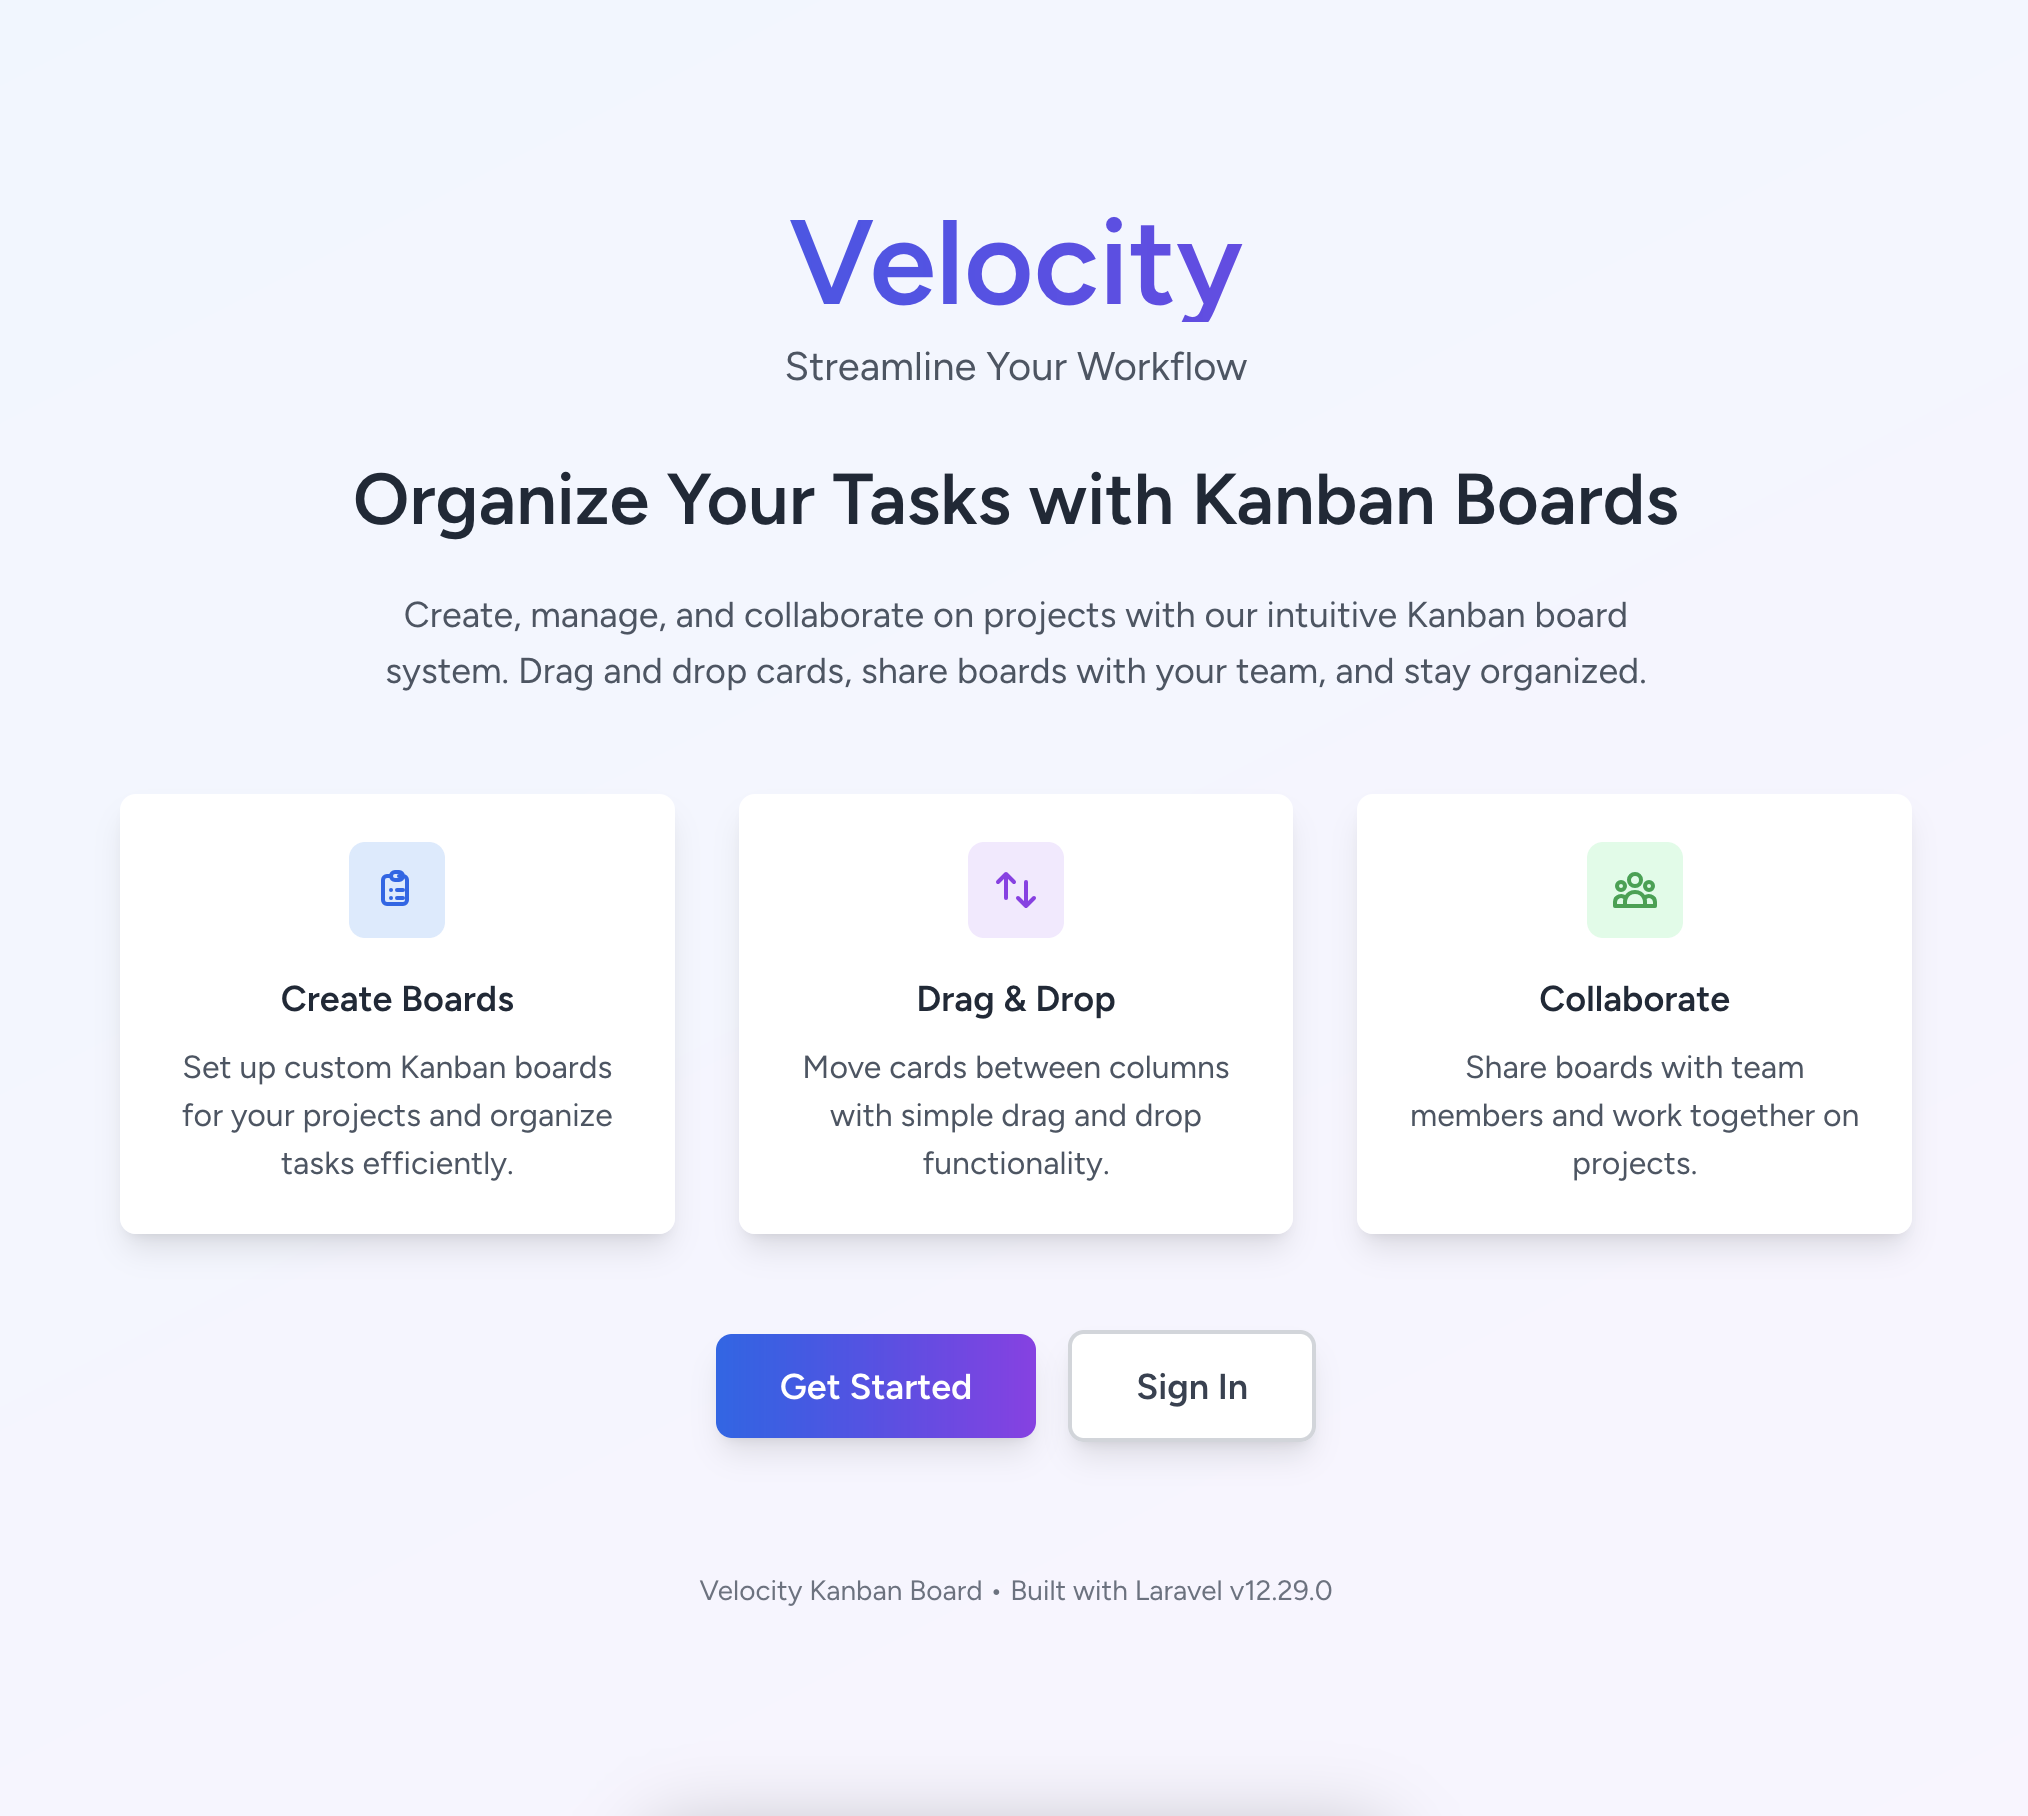 Velocity
Streamline Your Workflow
Organize Your Tasks with Kanban Boards
Create, manage, and collaborate on projects with our intuitive Kanban board
system. Drag and drop cards, share boards with your team, and stay organized.
Create Boards
Set up custom Kanban boards
for your projects and organize
tasks efficiently.
Drag & Drop
Move cards between columns
with simple drag and drop
functionality.
Collaborate
Share boards with team
members and work together on
projects.
Get Started
Sign In
Velocity Kanban Board • Built with Laravel v12.29.0